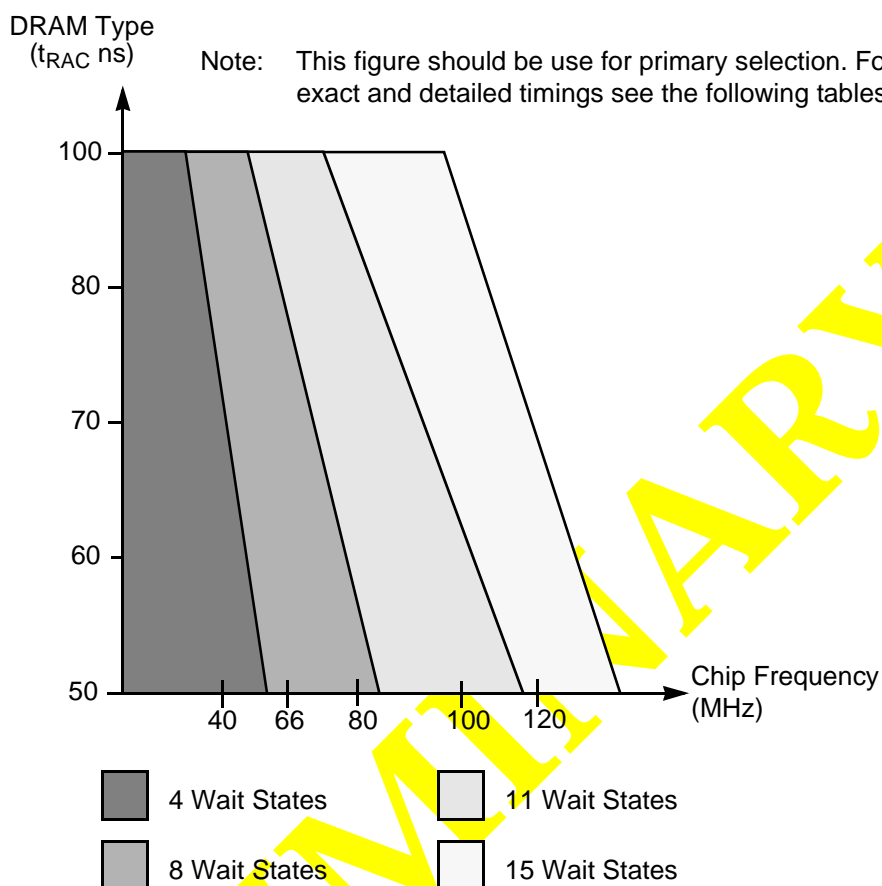 DRAM Type
(tRAC ns)
Note: This figure should be use for primary selection. Fo
exact and detailed timings see the following tables
100
80
70
60
50
40 66 80 100 120
Chip Frequency
(MHz)
4 Wait States
11 Wait States
8 Wait States
15 Wait States